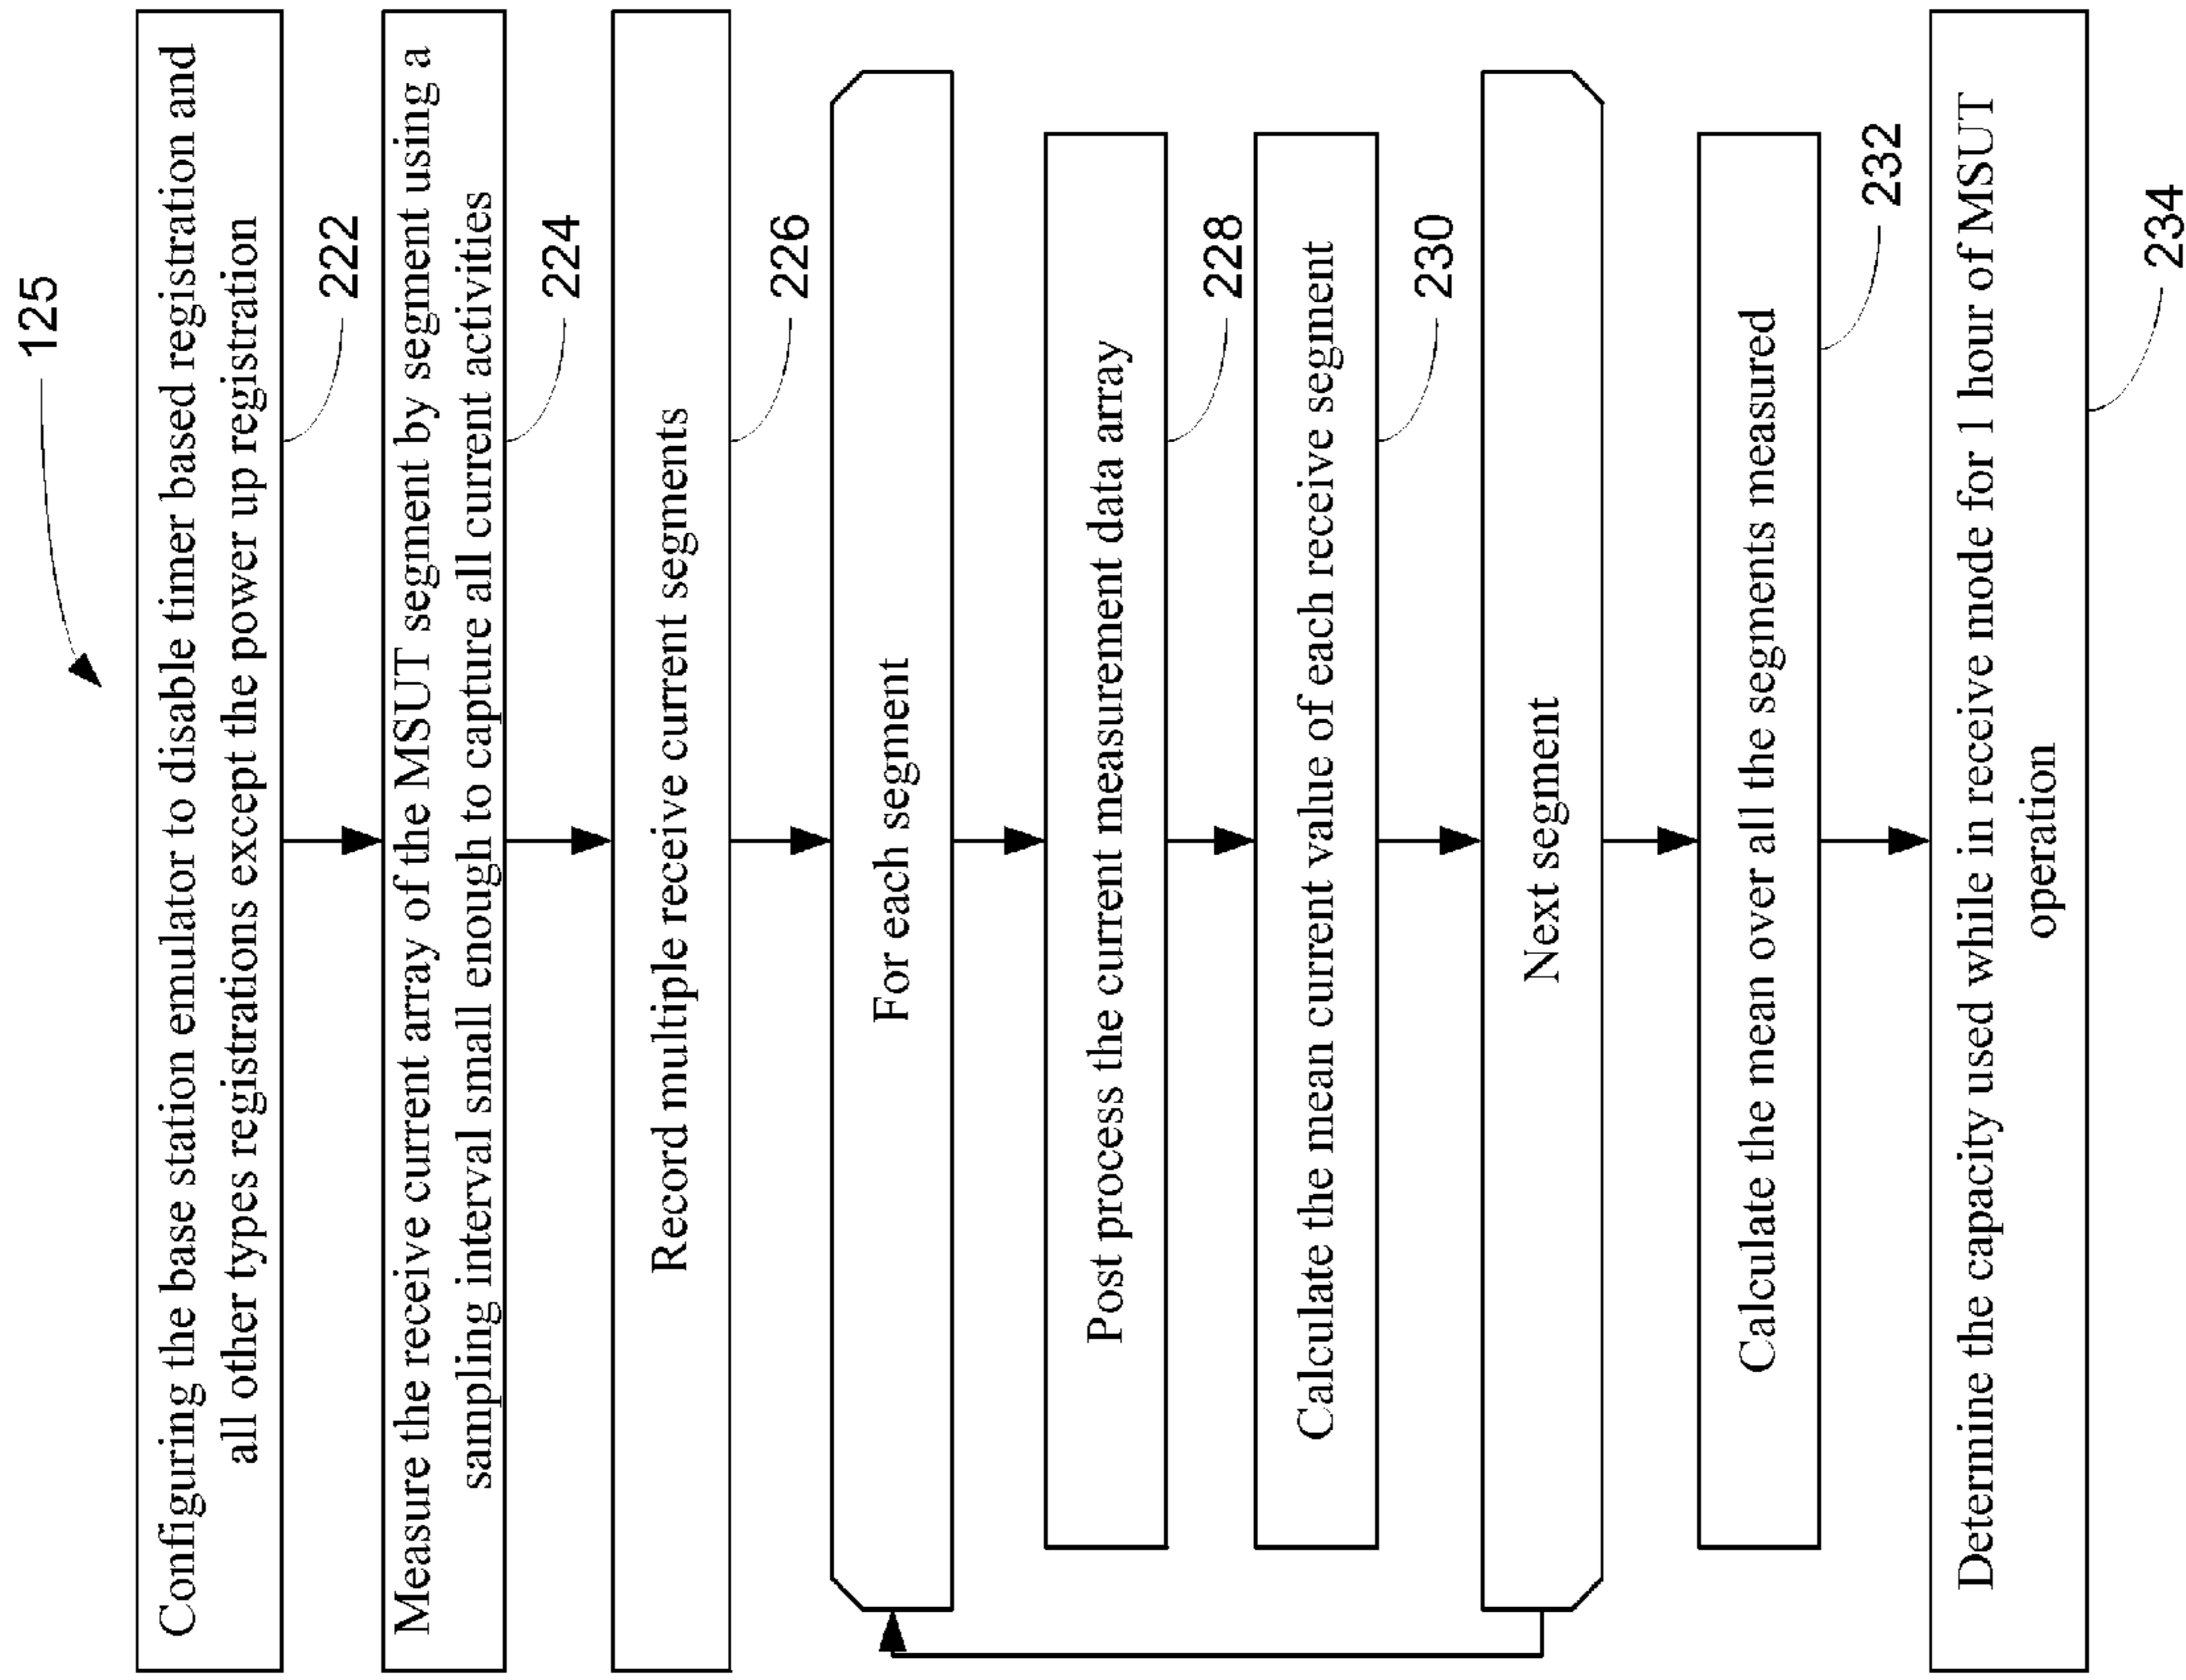 125
Configuring the base station emulator to disable timer based registration and
all other types registrations except the power up registration
222
Measure the receive current array of the MSUT segment by segment using a
sampling interval small enough to capture all current activities
224
Record multiple receive current segments
226
For each segment
Post process the current measurement data array
228
Calculate the mean current value of each receive segment
230
Next segment
Calculate the mean over all the segments measured
232
Determine the capacity used while in receive mode for 1 hour of MSUT
operation
234